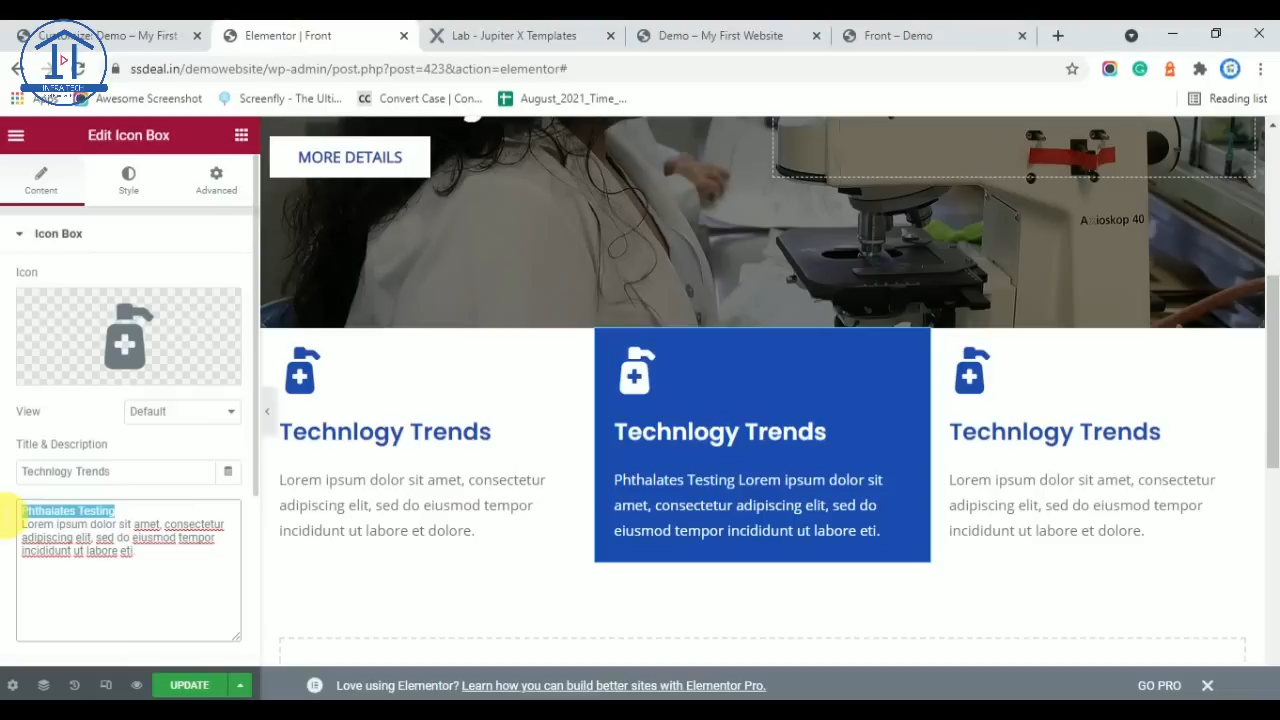 Customize: Demo – My First
Elementor | Front
Lab - Jupiter X Templates
Demo – My First Website
Front – Demo
ssdeal.in/demowebsite/wp-admin/post.php?post=423&action=elementor#
Apps
Awesome Screenshot
Screenfly - The Ulti...
CC Convert Case | Con...
August_2021_Time_...
Reading list
INFRA TECH
Edit Icon Box
Content
Style
Advanced
Icon Box
Icon
View
Default
Title & Description
Technlogy Trends
Phthalates Testing
Lorem ipsum dolor sit amet, consectetur
adipiscing elit, sed do eiusmod tempor
incididunt ut labore eti.
UPDATE
MORE DETAILS
Axioskop 40
Technlogy Trends
Lorem ipsum dolor sit amet, consectetur
adipiscing elit, sed do eiusmod tempor
incididunt ut labore et dolore.
Technlogy Trends
Phthalates Testing Lorem ipsum dolor sit
amet, consectetur adipiscing elit, sed do
eiusmod tempor incididunt ut labore eti.
Technlogy Trends
Lorem ipsum dolor sit amet, consectetur
adipiscing elit, sed do eiusmod tempor
incididunt ut labore et dolore.
Love using Elementor? Learn how you can build better sites with Elementor Pro.
GO PRO